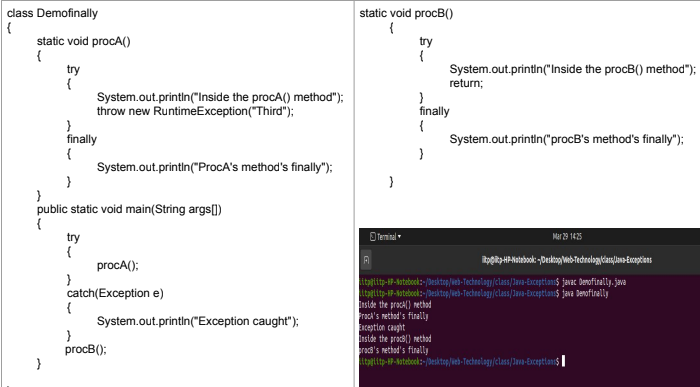 class Demofinally
{
static void procA()
{
try
{
System.out.println("Inside the procA() method");
throw new RuntimeException("Third");
}
finally
{
System.out.println("ProcA's method's finally");
}
}
public static void main(String args[])
{
try
{
procA();
}
catch(Exception e)
{
System.out.println("Exception caught");
}
procB();
}
static void procB()
{
try
{
System.out.println("Inside the procB() method");
return;
}
finally
{
System.out.println("procB's method's finally");
}
}
Terminal ▾ Mar 29 14:25
iitp@iitp-HP-Notebook: ~/Desktop/Web-Technology/class/Java-Exceptions
iitp@iitp-HP-Notebook:~/Desktop/Web-Technology/class/Java-Exceptions$ javac Demofinally.java
iitp@iitp-HP-Notebook:~/Desktop/Web-Technology/class/Java-Exceptions$ java Demofinally
Inside the procA() method
ProcA's method's finally
Exception caught
Inside the procB() method
procB's method's finally
iitp@iitp-HP-Notebook:~/Desktop/Web-Technology/class/Java-Exceptions$